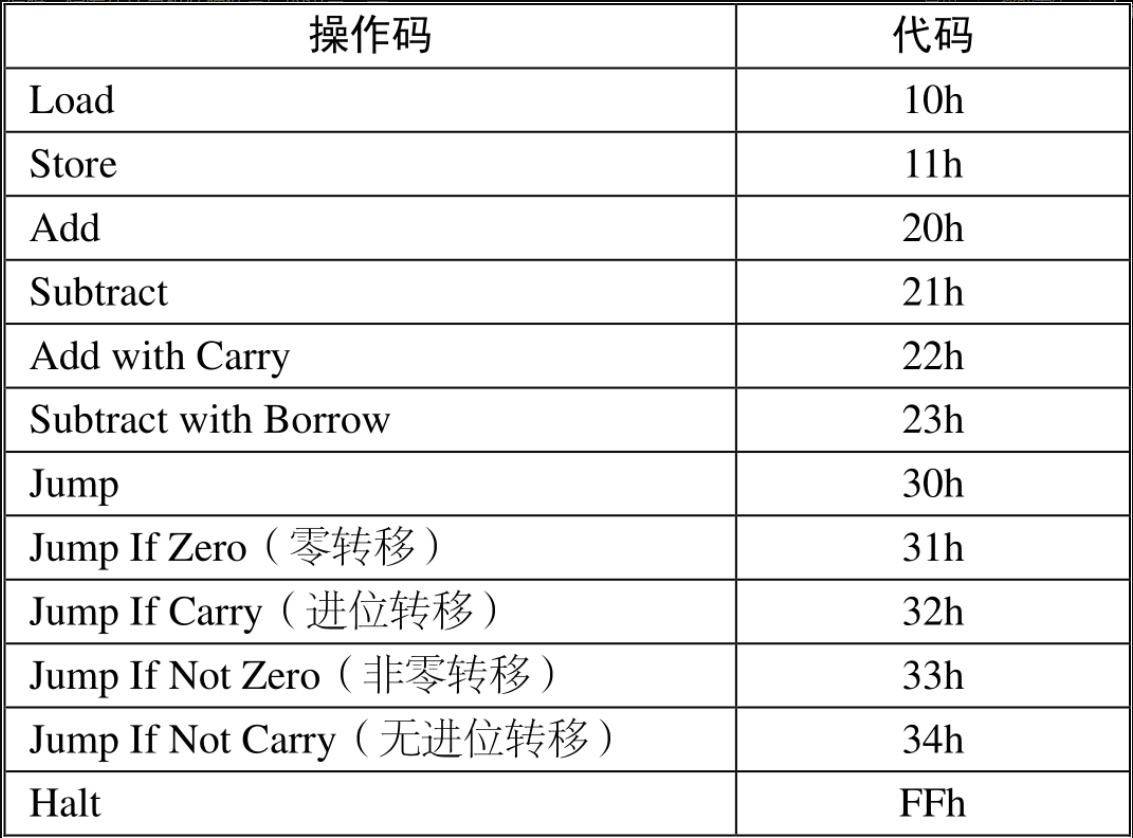 操作码 代码
Load 10h
Store 11h
Add 20h
Subtract 21h
Add with Carry 22h
Subtract with Borrow 23h
Jump 30h
Jump If Zero（零转移） 31h
Jump If Carry（进位转移） 32h
Jump If Not Zero（非零转移） 33h
Jump If Not Carry（无进位转移） 34h
Halt FFh